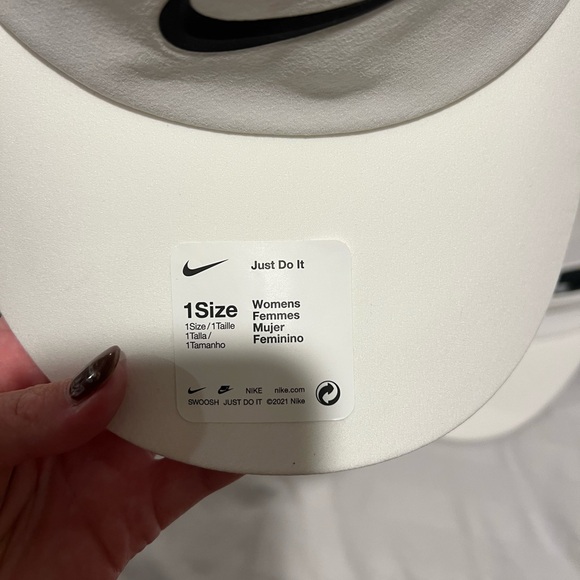 Just Do It
1Size
1Size / 1Taille
1Talla /
1Tamanho
Womens
Femmes
Mujer
Feminino
NIKE nike.com
SWOOSH JUST DO IT ©2021 Nike